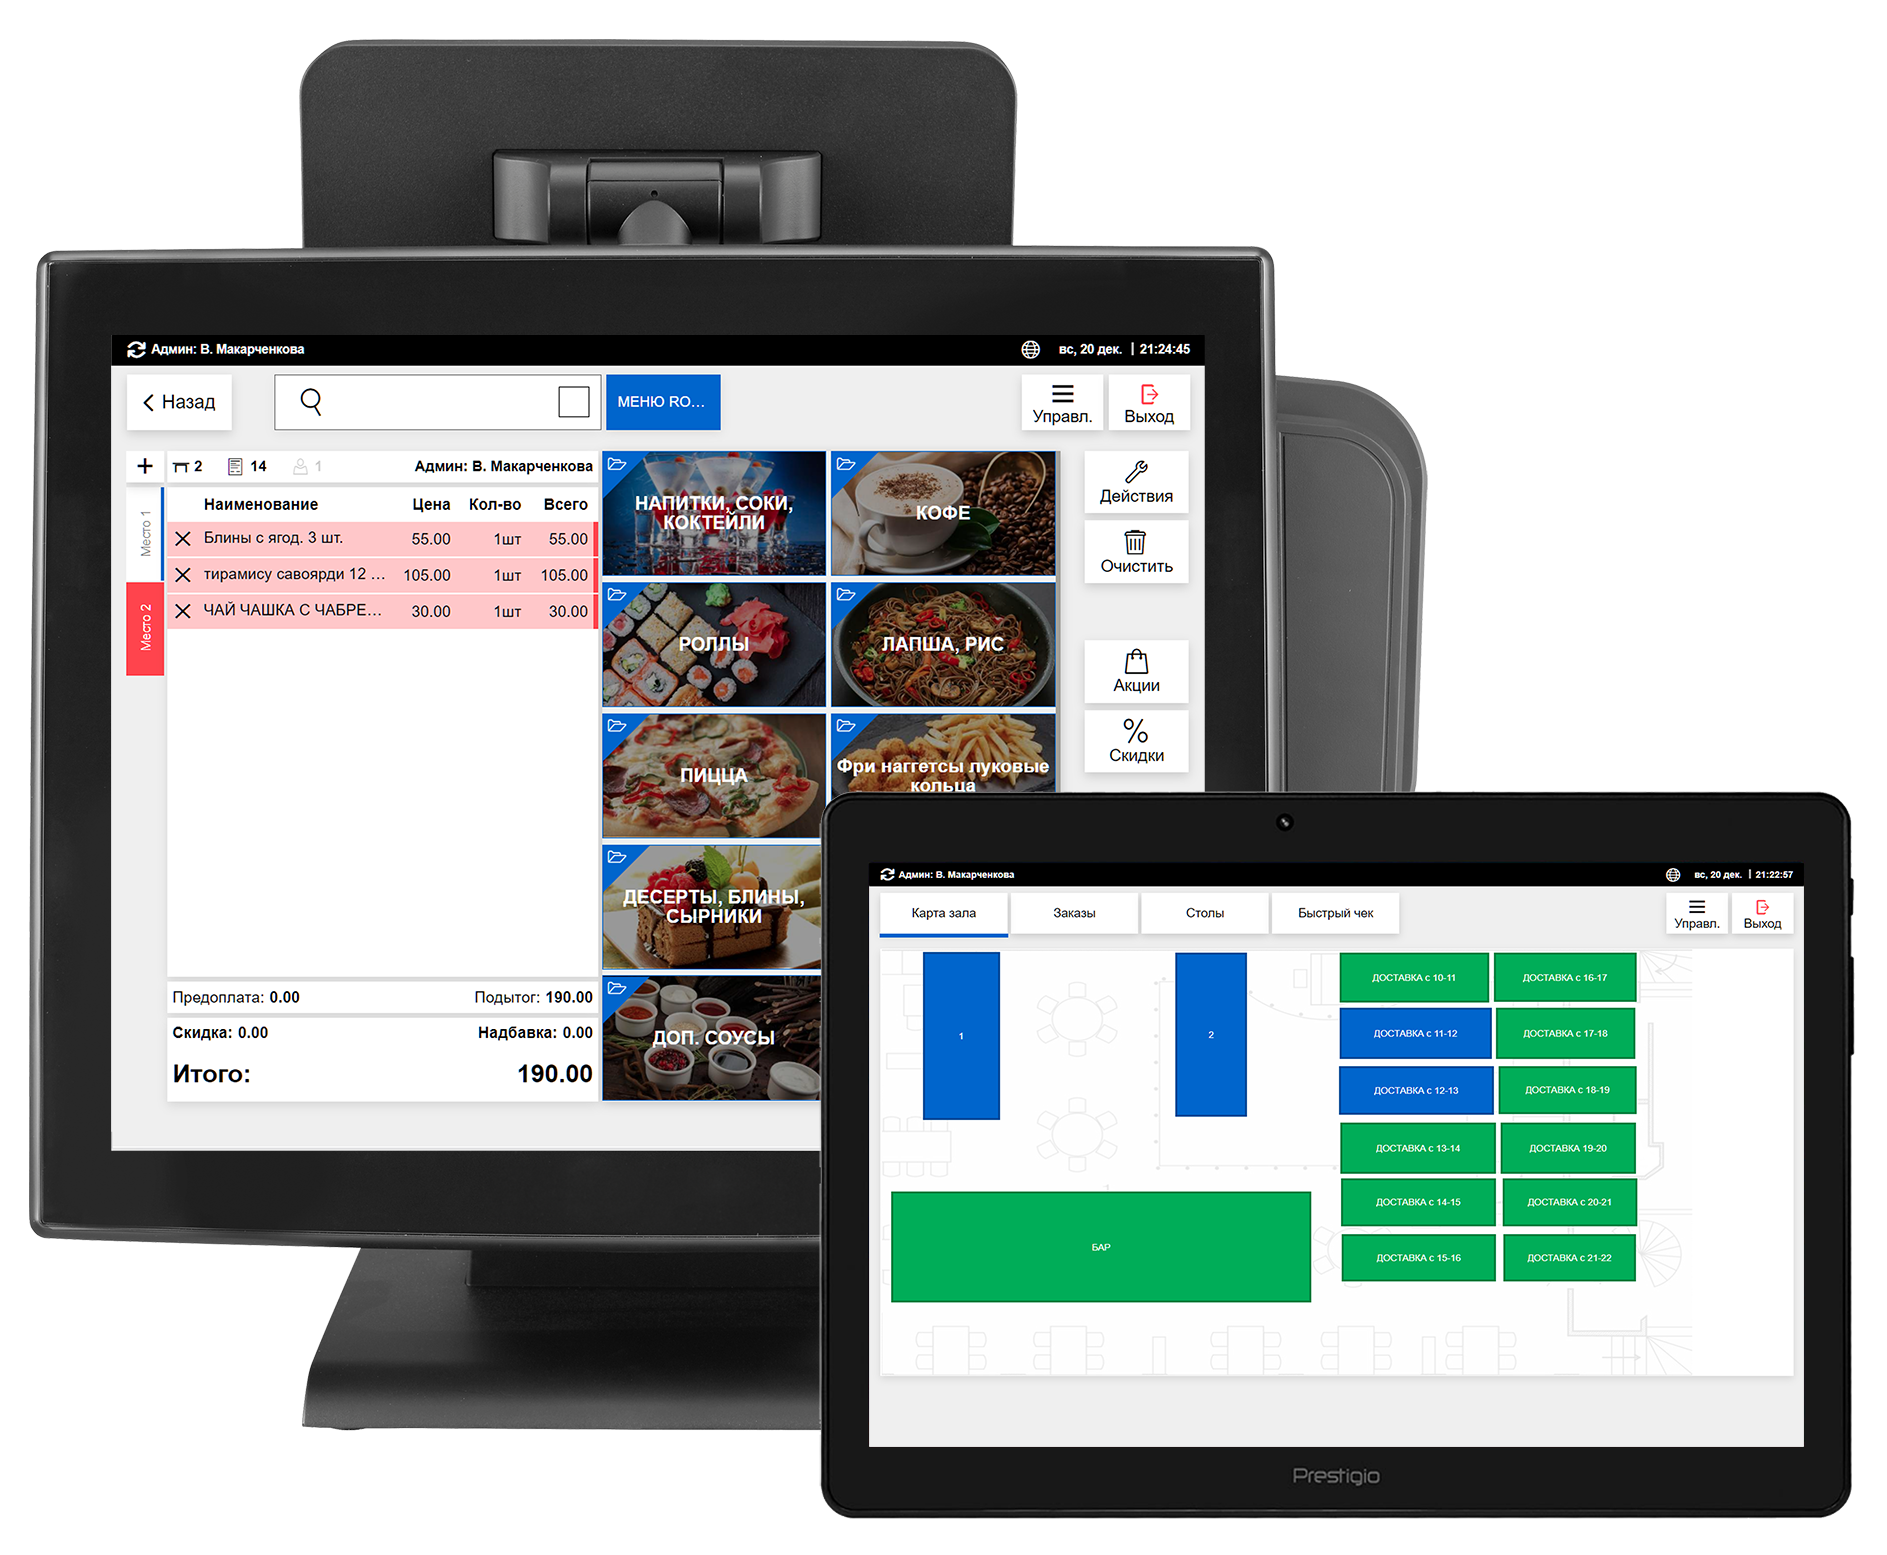 Админ: В. Макарченкова
вс, 20 дек. | 21:24:45
Назад
МЕНЮ RO...
Управл.
Выход
2 14 1 Админ: В. Макарченкова
Наименование Цена Кол-во Всего
Блины с ягод. 3 шт. 55.00 1шт 55.00
тирамису савоярди 12 ... 105.00 1шт 105.00
ЧАЙ ЧАШКА С ЧАБРЕ... 30.00 1шт 30.00
Место 1
Место 2
Предоплата: 0.00 Подытог: 190.00
Скидка: 0.00 Надбавка: 0.00
Итого: 190.00
НАПИТКИ, СОКИ,
КОКТЕЙЛИ
КОФЕ
РОЛЛЫ
ЛАПША, РИС
ПИЦЦА
Фри наггетсы луковые
кольца
ДЕСЕРТЫ, БЛИНЫ,
СЫРНИКИ
ДОП. СОУСЫ
Действия
Очистить
Акции
Скидки
Админ: В. Макарченкова
вс, 20 дек. | 21:22:57
Карта зала
Заказы
Столы
Быстрый чек
Управл.
Выход
1
2
ДОСТАВКА с 10-11
ДОСТАВКА с 16-17
ДОСТАВКА с 11-12
ДОСТАВКА с 17-18
ДОСТАВКА с 12-13
ДОСТАВКА с 18-19
ДОСТАВКА с 13-14
ДОСТАВКА 19-20
ДОСТАВКА с 14-15
ДОСТАВКА с 20-21
ДОСТАВКА с 15-16
ДОСТАВКА с 21-22
1
БАР
Prestigio